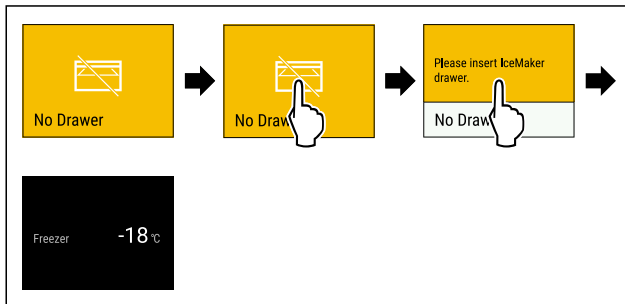 No Drawer
No Draw
Please insert IceMaker
drawer.
No Draw
Freezer -18 °C